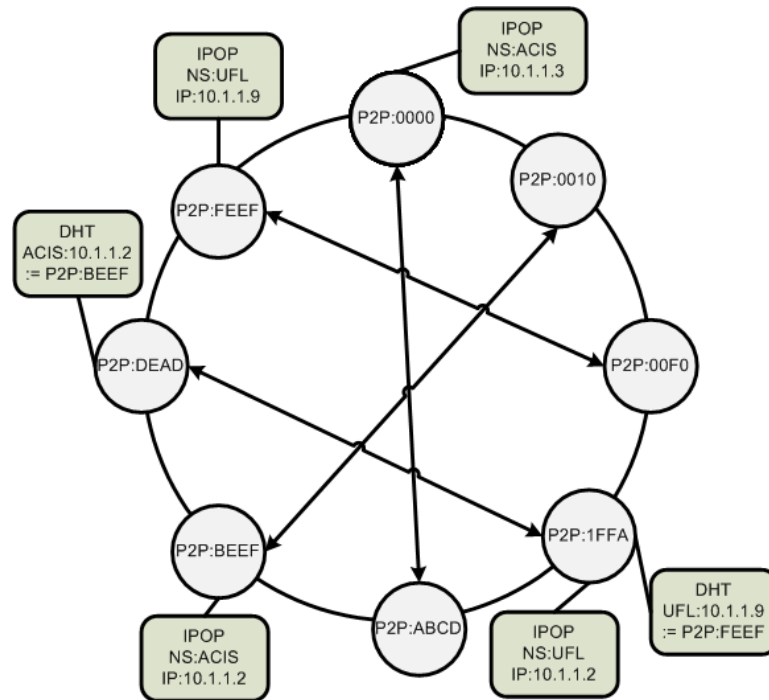 IPOP
NS:ACIS
IP:10.1.1.3
IPOP
NS:UFL
IP:10.1.1.9
P2P:0000
P2P:0010
P2P:FEEF
DHT
ACIS:10.1.1.2
:= P2P:BEEF
P2P:DEAD
P2P:00F0
P2P:BEEF
P2P:1FFA
DHT
UFL:10.1.1.9
:= P2P:FEEF
P2P:ABCD
IPOP
NS:ACIS
IP:10.1.1.2
IPOP
NS:UFL
IP:10.1.1.2